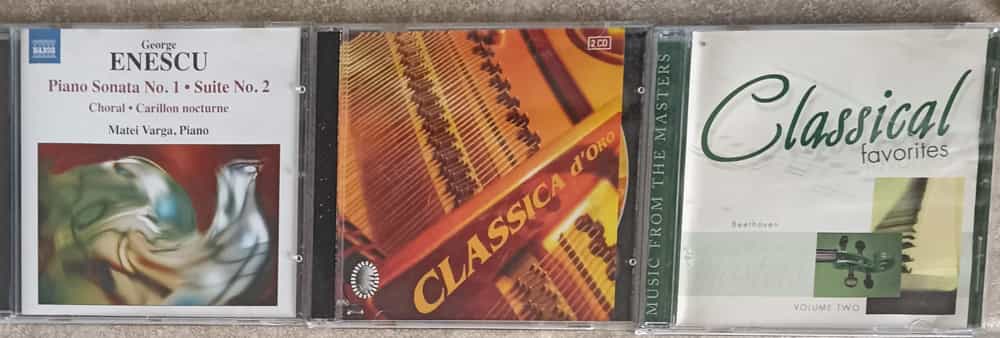 NAXOS
George
ENESCU
Piano Sonata No. 1 • Suite No. 2
Choral • Carillon nocturne
Matei Varga, Piano
2 CD
CLASSICA d'ORO
MUSIC FROM THE MASTERS
Classical
favorites
Beethoven
VOLUME TWO